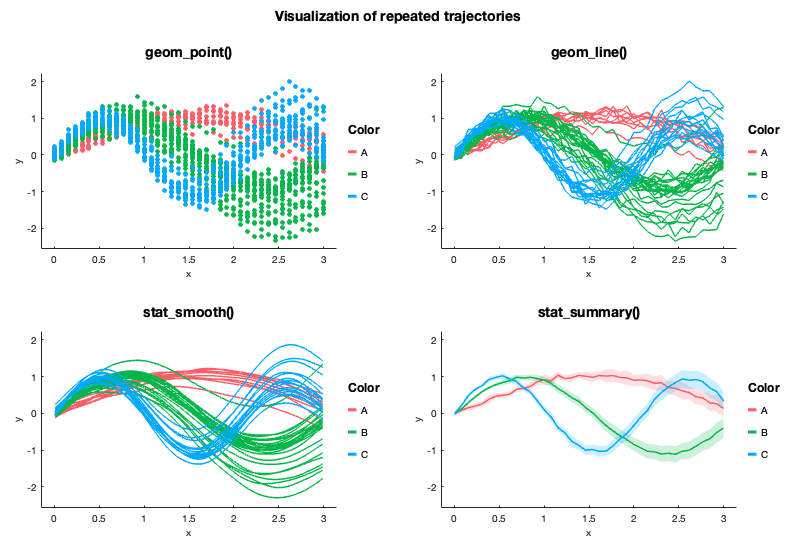 Visualization of repeated trajectories
geom_point()
2
1
0
-1
-2
y
0 0.5 1 1.5 2 2.5 3
x
Color
A
B
C
geom_line()
2
1
0
-1
-2
y
0 0.5 1 1.5 2 2.5 3
x
Color
A
B
C
stat_smooth()
2
1
0
-1
-2
y
0 0.5 1 1.5 2 2.5 3
x
Color
A
B
C
stat_summary()
2
1
0
-1
-2
y
0 0.5 1 1.5 2 2.5 3
x
Color
A
B
C